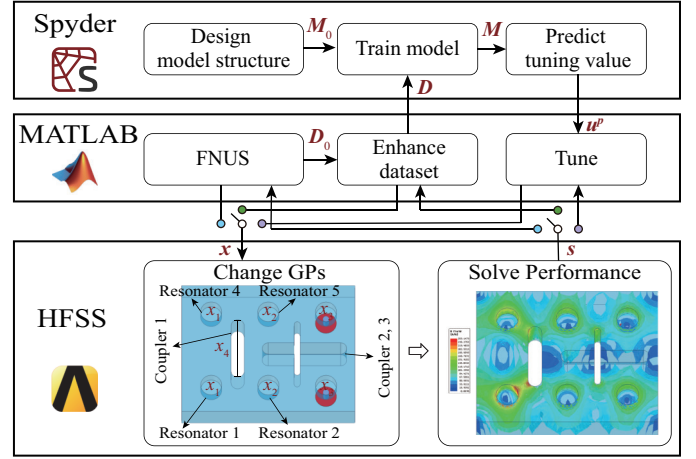 Spyder
S
Design
model structure
M₀
Train model
M
Predict
tuning value
D
uᵖ
MATLAB
FNUS
D₀
Enhance
dataset
Tune
x
s
HFSS
Change GPs
Resonator 4
Resonator 5
x₁
x₂
Coupler 1
x₄
Coupler 2, 3
x₁
x₂
Resonator 1
Resonator 2
Solve Performance